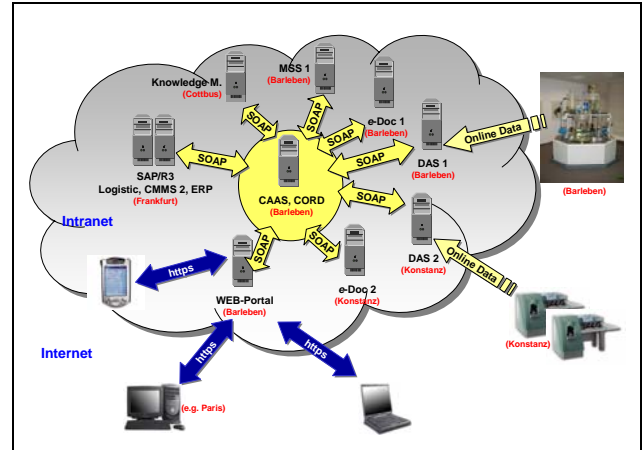 MSS 1
(Barleben)
Knowledge M.
(Cottbus)
e-Doc 1
(Barleben)
SOAP
SOAP
SOAP
Online Data
DAS 1
(Barleben)
SOAP
SOAP
(Barleben)
SAP/R3
Logistic, CMMS 2, ERP
(Frankfurt)
CAAS, CORD
(Barleben)
SOAP
Intranet
SOAP
SOAP
DAS 2
(Konstanz)
Online Data
https
WEB-Portal
(Barleben)
e-Doc 2
(Konstanz)
(Konstanz)
Internet
https
https
(e.g. Paris)